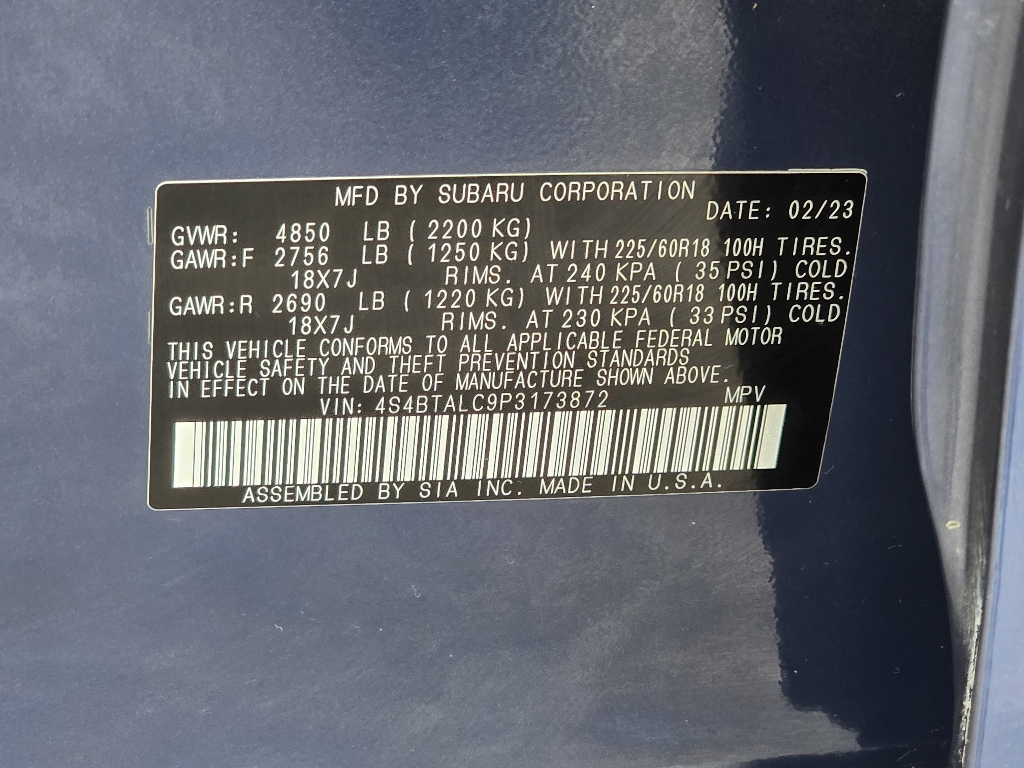 MFD BY SUBARU CORPORATION
DATE: 02/23
GVWR: 4850 LB ( 2200 KG)
GAWR:F 2756 LB ( 1250 KG) WITH 225/60R18 100H TIRES.
18X7J RIMS. AT 240 KPA ( 35 PSI) COLD
GAWR:R 2690 LB ( 1220 KG) WITH 225/60R18 100H TIRES.
18X7J RIMS. AT 230 KPA ( 33 PSI) COLD
THIS VEHICLE CONFORMS TO ALL APPLICABLE FEDERAL MOTOR
VEHICLE SAFETY AND THEFT PREVENTION STANDARDS
IN EFFECT ON THE DATE OF MANUFACTURE SHOWN ABOVE.
VIN: 4S4BTALC9P3173872 MPV
ASSEMBLED BY SIA INC. MADE IN U.S.A.